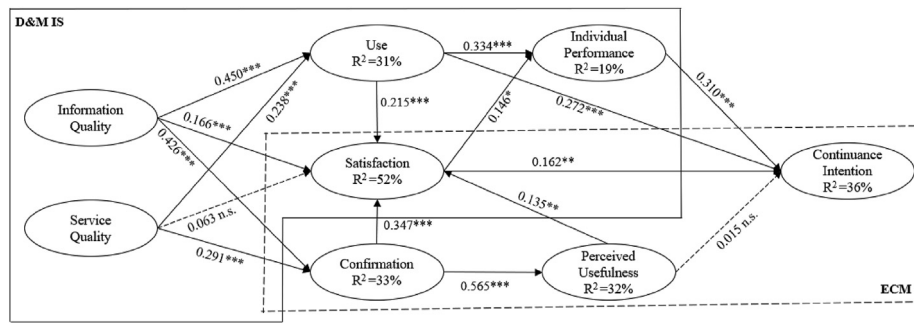 D&M IS
Use
R²=31%
Individual
Performance
R²=19%
Information
Quality
Service
Quality
Satisfaction
R²=52%
Continuance
Intention
R²=36%
Confirmation
R²=33%
Perceived
Usefulness
R²=32%
ECM
0.450***
0.238***
0.166***
0.426***
0.063 n.s.
0.291***
0.334***
0.215***
0.146*
0.272***
0.310***
0.162**
0.135**
0.347***
0.565***
0.015 n.s.